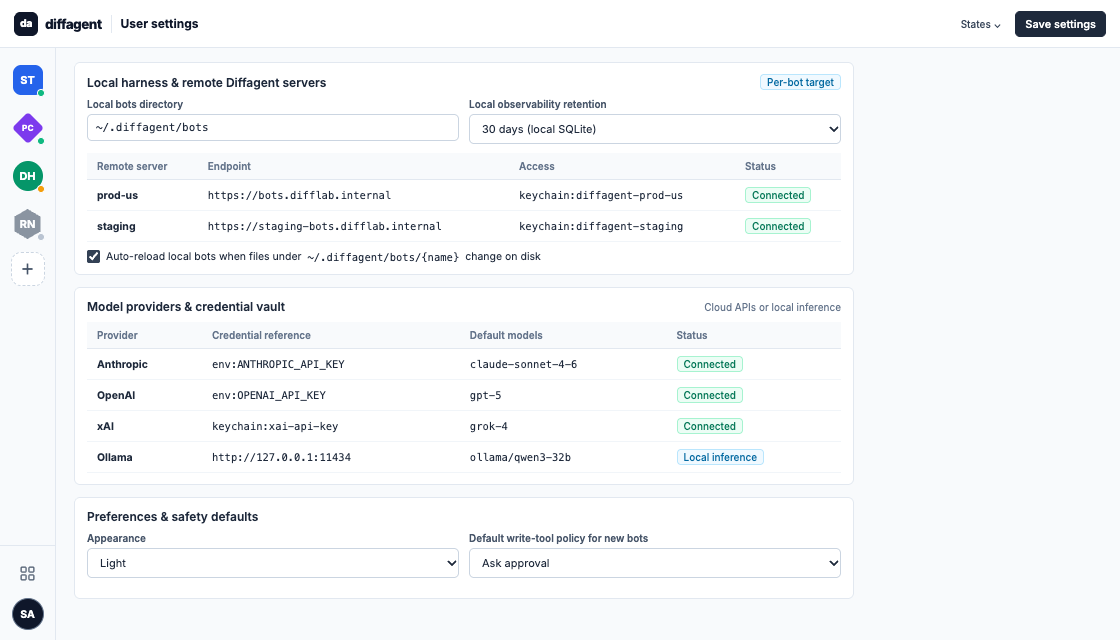 da diffagent User settings States Save settings
ST
PC
DH
RN
+
SA
Local harness & remote Diffagent servers Per-bot target
Local bots directory Local observability retention
~/.diffagent/bots 30 days (local SQLite)
Remote server Endpoint Access Status
prod-us https://bots.difflab.internal keychain:diffagent-prod-us Connected
staging https://staging-bots.difflab.internal keychain:diffagent-staging Connected
Auto-reload local bots when files under ~/.diffagent/bots/{name} change on disk
Model providers & credential vault Cloud APIs or local inference
Provider Credential reference Default models Status
Anthropic env:ANTHROPIC_API_KEY claude-sonnet-4-6 Connected
OpenAI env:OPENAI_API_KEY gpt-5 Connected
xAI keychain:xai-api-key grok-4 Connected
Ollama http://127.0.0.1:11434 ollama/qwen3-32b Local inference
Preferences & safety defaults
Appearance Default write-tool policy for new bots
Light Ask approval